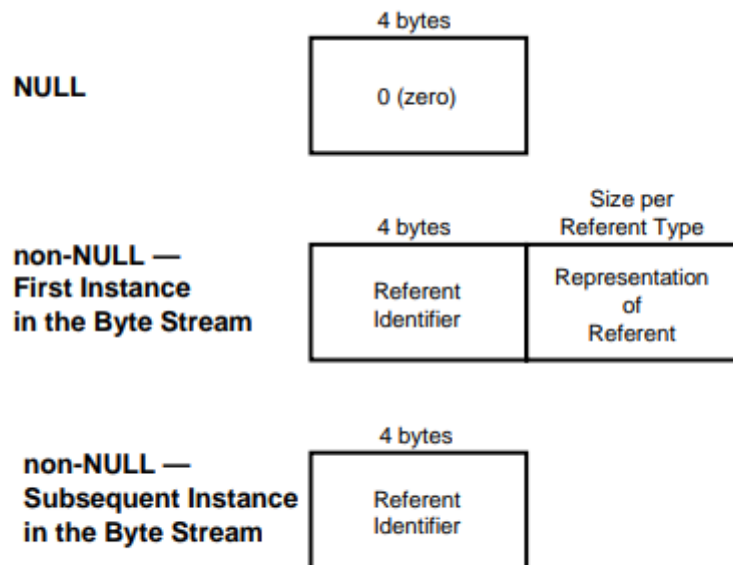 4 bytes
NULL
0 (zero)
Size per
4 bytes
Referent Type
non-NULL —
First Instance
in the Byte Stream
Referent
Identifier
Representation
of
Referent
4 bytes
non-NULL —
Subsequent Instance
in the Byte Stream
Referent
Identifier